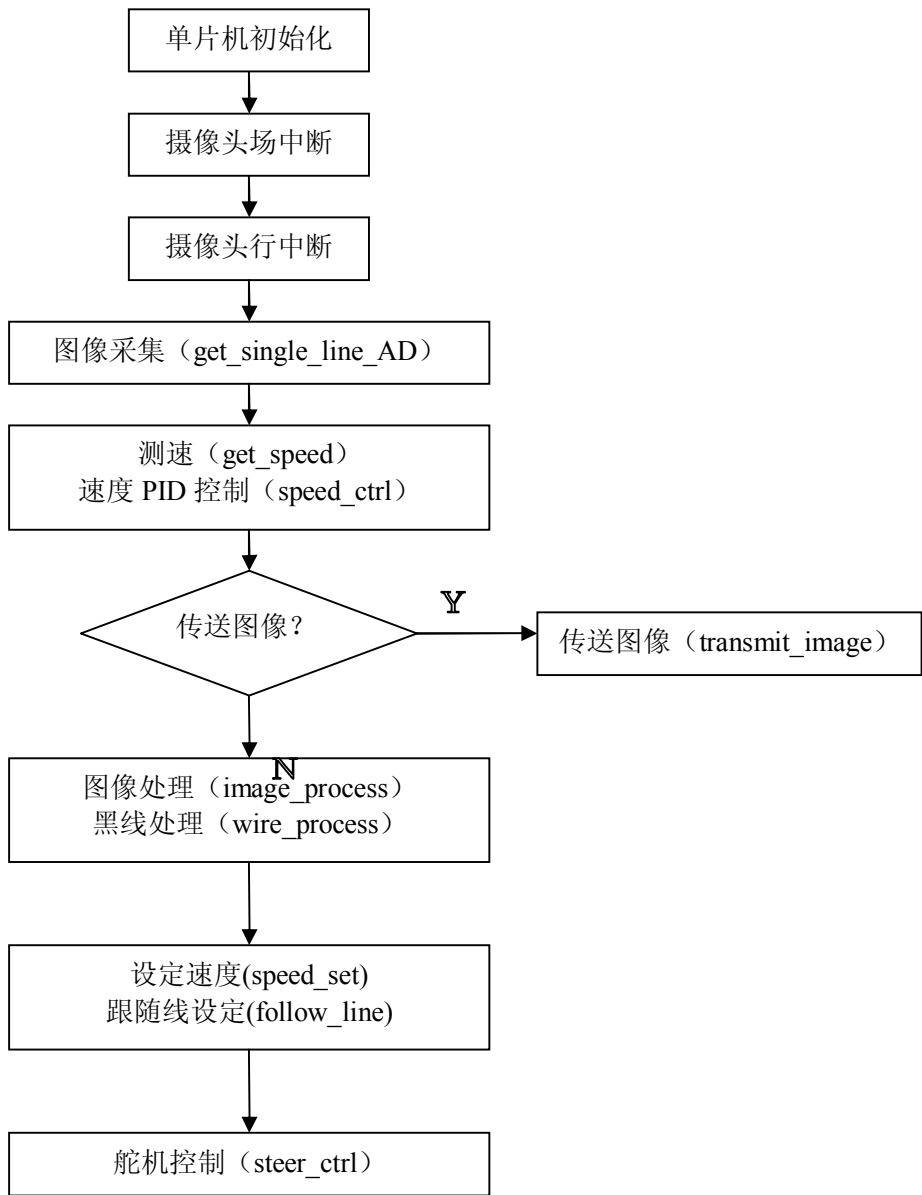 单片机初始化
摄像头场中断
摄像头行中断
图像采集（get_single_line_AD）
测速（get_speed）
速度 PID 控制（speed_ctrl）
传送图像？
Y
传送图像（transmit_image）
N
图像处理（image_process）
黑线处理（wire_process）
设定速度(speed_set)
跟随线设定(follow_line)
舵机控制（steer_ctrl）